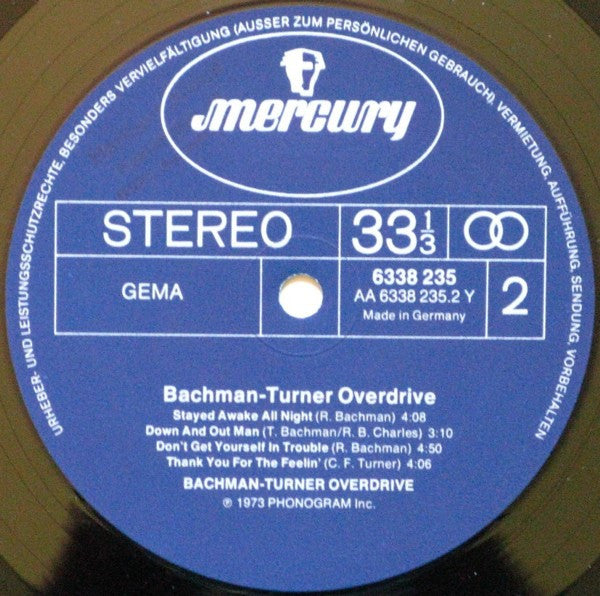 URHEBER- UND LEISTUNGSSCHUTZRECHTE, BESONDERS VERVIELFÄLTIGUNG (AUSSER ZUM PERSÖNLICHEN GEBRAUCH), VERMIETUNG, AUFFÜHRUNG, SENDUNG, VORBEHALTEN
mercury
STEREO 33 1/3
GEMA
6338 235
AA 6338 235.2 Y
Made in Germany
2
Bachman-Turner Overdrive
Stayed Awake All Night (R. Bachman) 4:08
Down And Out Man (T. Bachman/R. B. Charles) 3:10
Don't Get Yourself In Trouble (R. Bachman) 4:50
Thank You For The Feelin' (C. F. Turner) 4:06
BACHMAN-TURNER OVERDRIVE
℗ 1973 PHONOGRAM Inc.